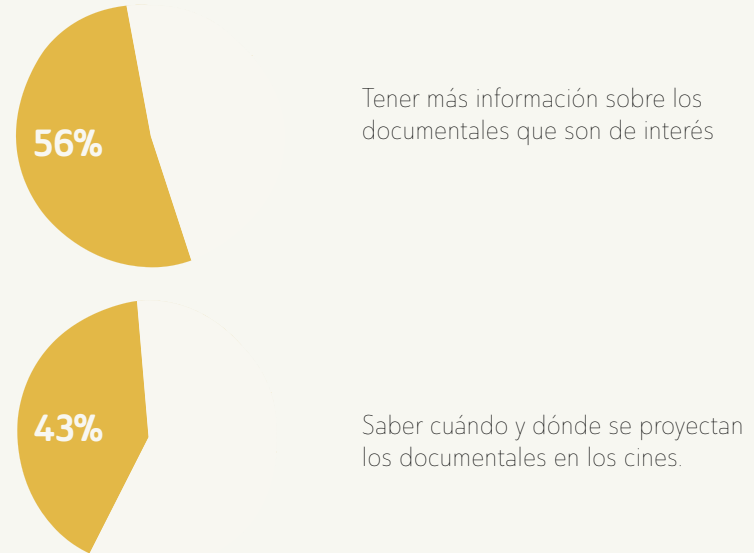 56%
Tener más información sobre los
documentales que son de interés
43%
Saber cuándo y dónde se proyectan
los documentales en los cines.